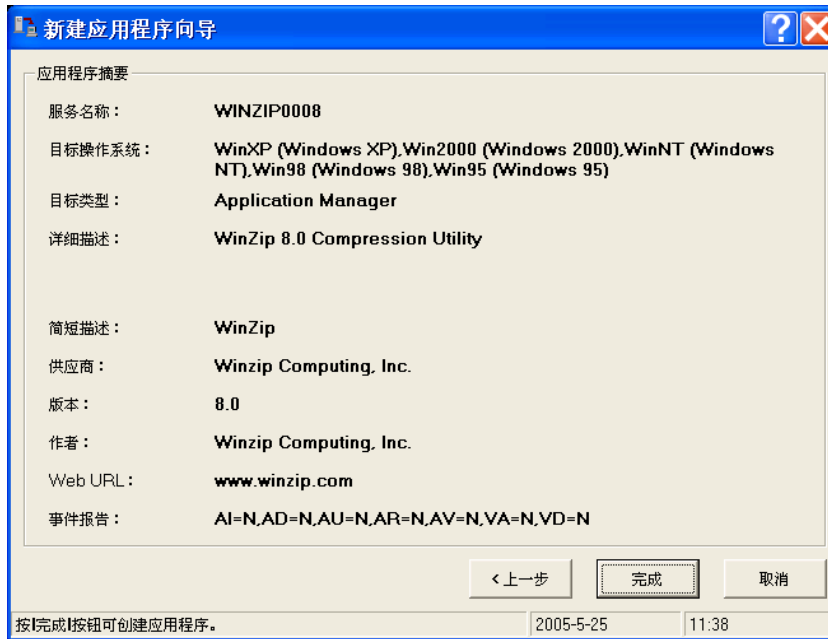 新建应用程序向导
应用程序摘要
服务名称： WINZIP0008
目标操作系统： WinXP (Windows XP),Win2000 (Windows 2000),WinNT (Windows
NT),Win98 (Windows 98),Win95 (Windows 95)
目标类型： Application Manager
详细描述： WinZip 8.0 Compression Utility
简短描述： WinZip
供应商： Winzip Computing, Inc.
版本： 8.0
作者： Winzip Computing, Inc.
Web URL： www.winzip.com
事件报告： AI=N,AD=N,AU=N,AR=N,AV=N,VA=N,VD=N
<上一步 完成 取消
按|完成|按钮可创建应用程序。 2005-5-25 11:38